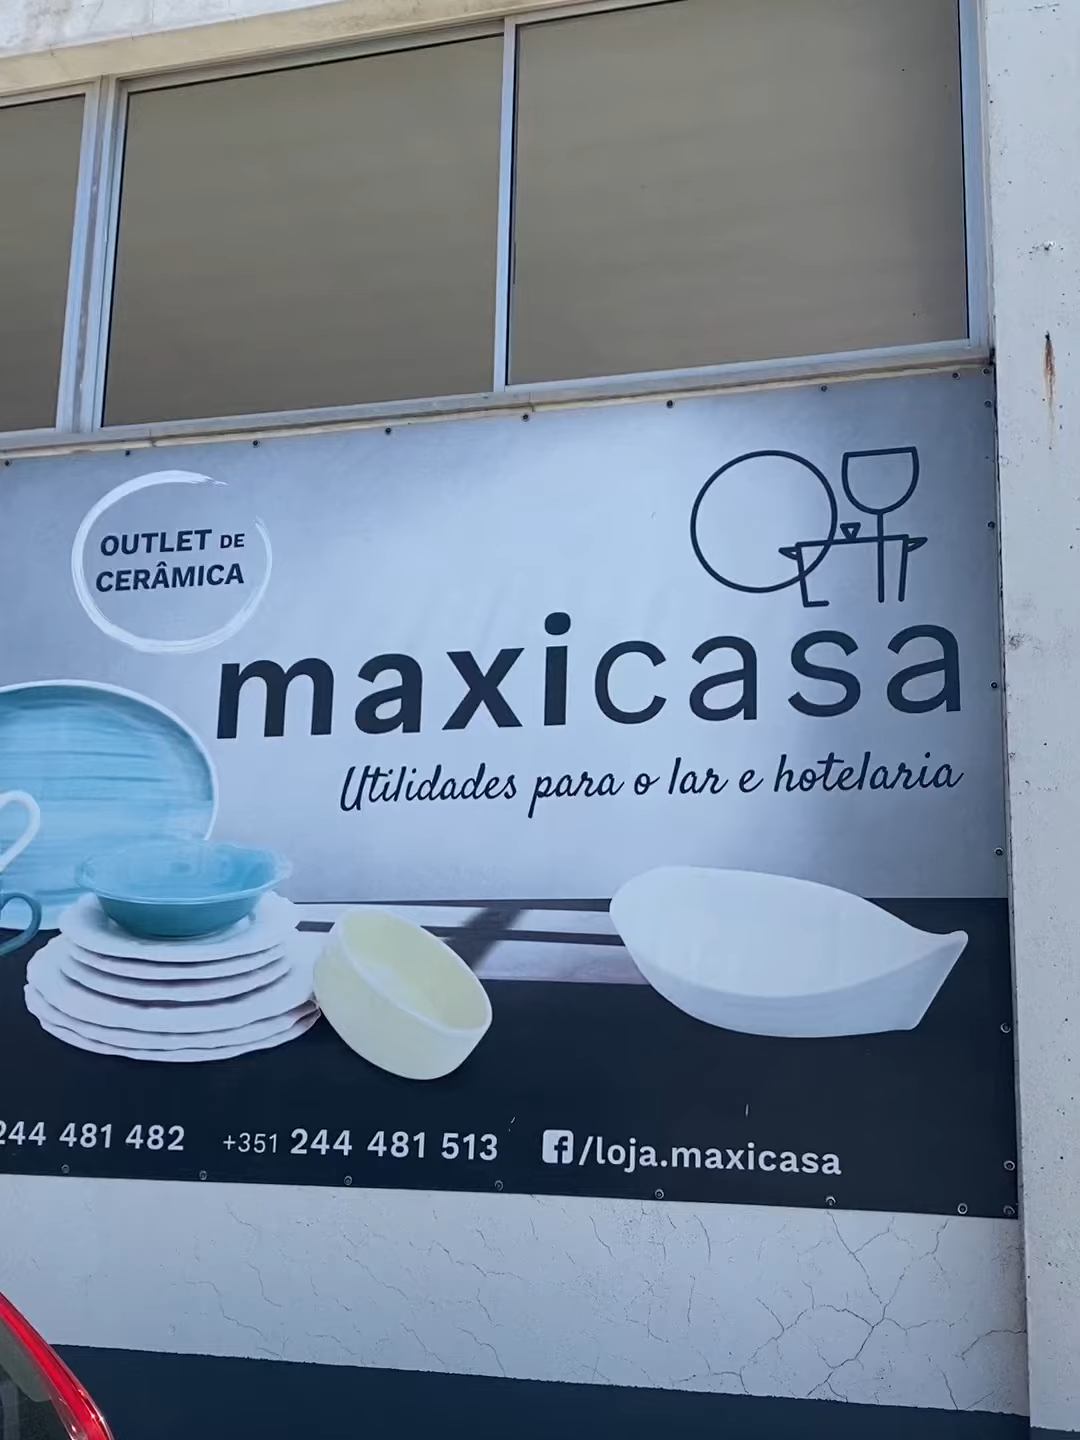 OUTLET DE
CERÂMICA
maxicasa
Utilidades para o lar e hotelaria
244 481 482 +351 244 481 513 /loja.maxicasa